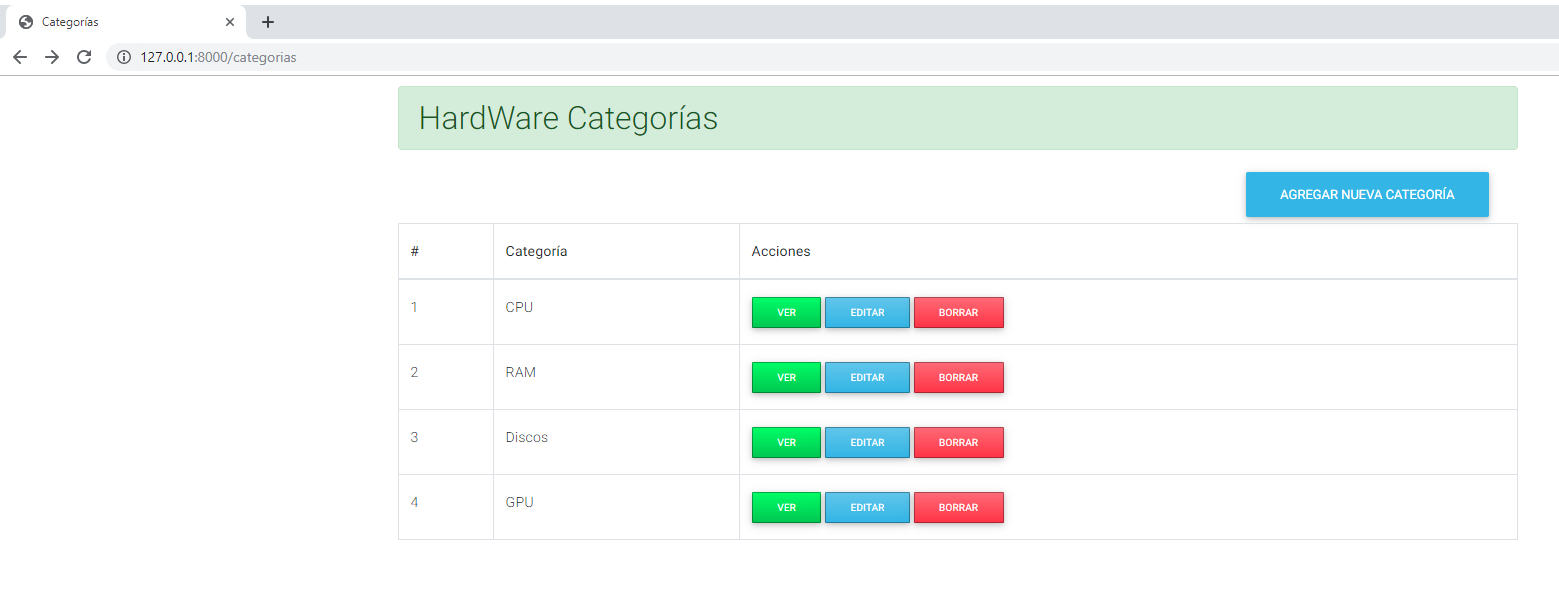 Categorías
127.0.0.1:8000/categorias
HardWare Categorías
AGREGAR NUEVA CATEGORÍA
# Categoría Acciones
1 CPU VER EDITAR BORRAR
2 RAM VER EDITAR BORRAR
3 Discos VER EDITAR BORRAR
4 GPU VER EDITAR BORRAR